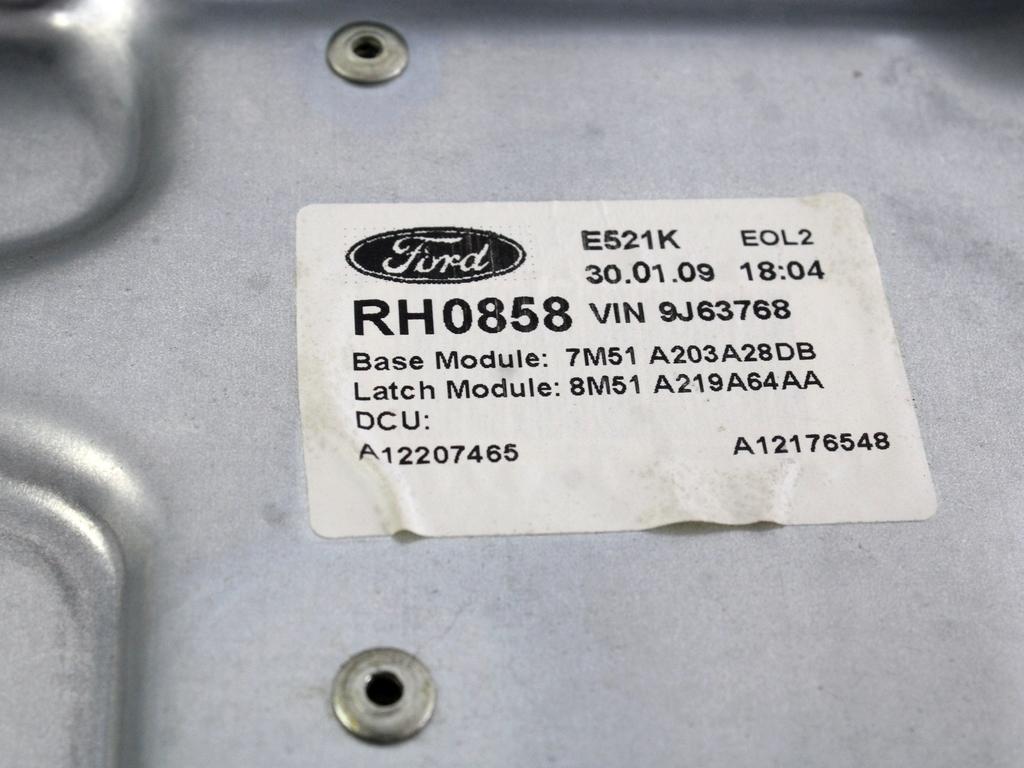 Ford E521K EOL2
30.01.09 18:04
RH0858 VIN 9J63768
Base Module: 7M51 A203A28DB
Latch Module: 8M51 A219A64AA
DCU:
A12207465 A12176548